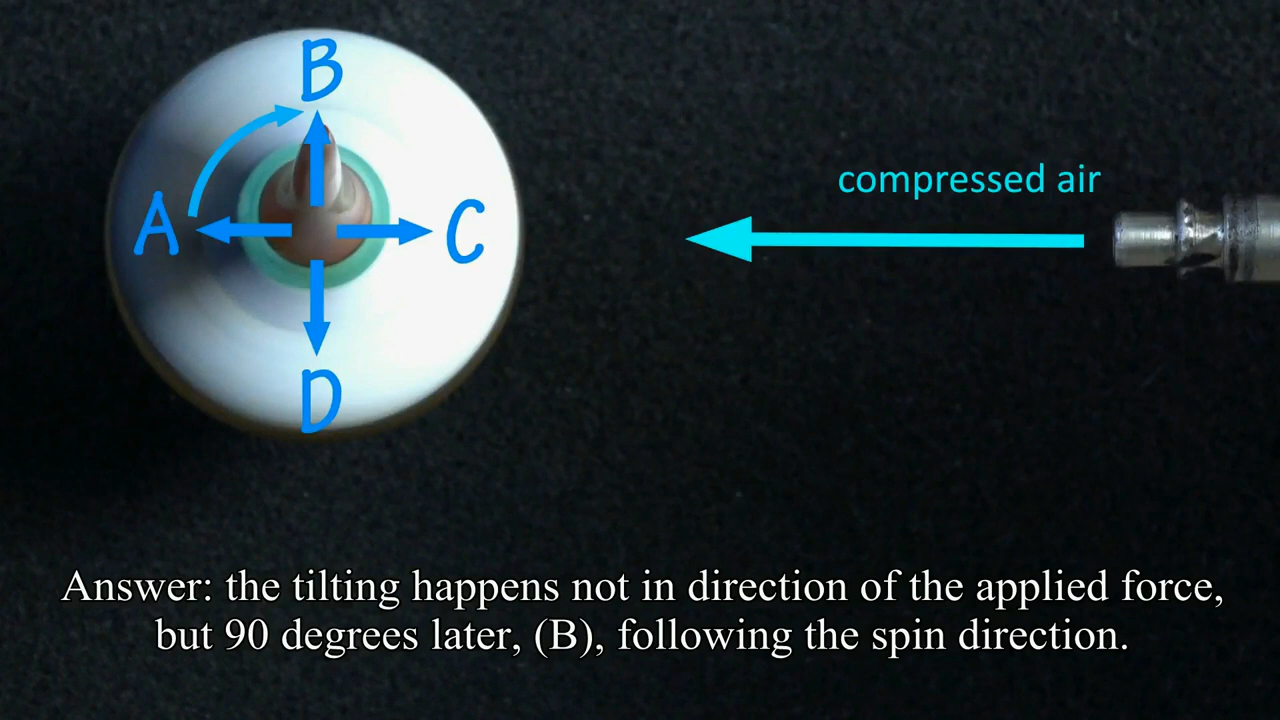 B
compressed air
A
C
D
Answer: the tilting happens not in direction of the applied force,
but 90 degrees later, (B), following the spin direction.